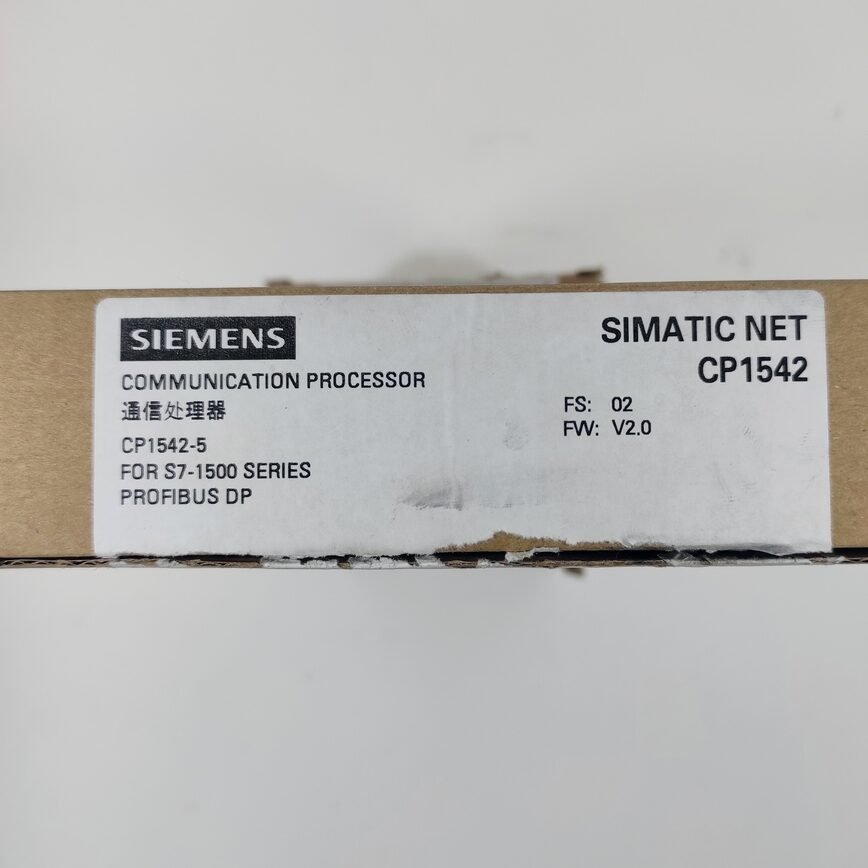 SIEMENS
COMMUNICATION PROCESSOR
通信处理器
CP1542-5
FOR S7-1500 SERIES
PROFIBUS DP
SIMATIC NET
CP1542
FS: 02
FW: V2.0